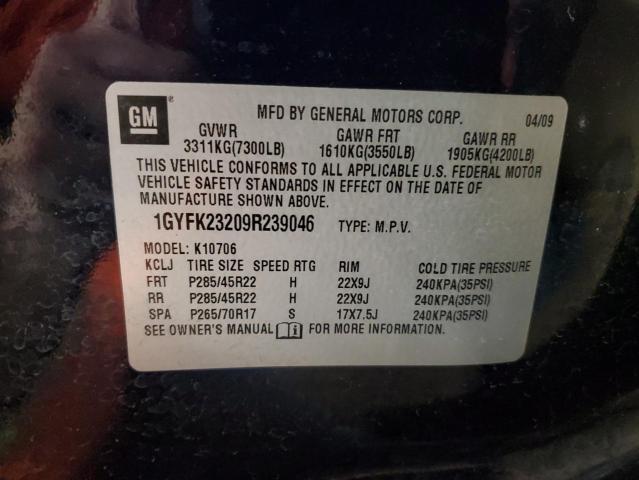 GM ®
MFD BY GENERAL MOTORS CORP. 04/09
GVWR GAWR FRT GAWR RR
3311KG(7300LB) 1610KG(3550LB) 1905KG(4200LB)
THIS VEHICLE CONFORMS TO ALL APPLICABLE U.S. FEDERAL MOTOR
VEHICLE SAFETY STANDARDS IN EFFECT ON THE DATE OF
MANUFACTURE SHOWN ABOVE.
1GYFK23209R239046 TYPE: M.P.V.
MODEL: K10706
KCLJ TIRE SIZE SPEED RTG RIM COLD TIRE PRESSURE
FRT P285/45R22 H 22X9J 240KPA(35PSI)
RR P285/45R22 H 22X9J 240KPA(35PSI)
SPA P265/70R17 S 17X7.5J 240KPA(35PSI)
SEE OWNER'S MANUAL FOR MORE INFORMATION.